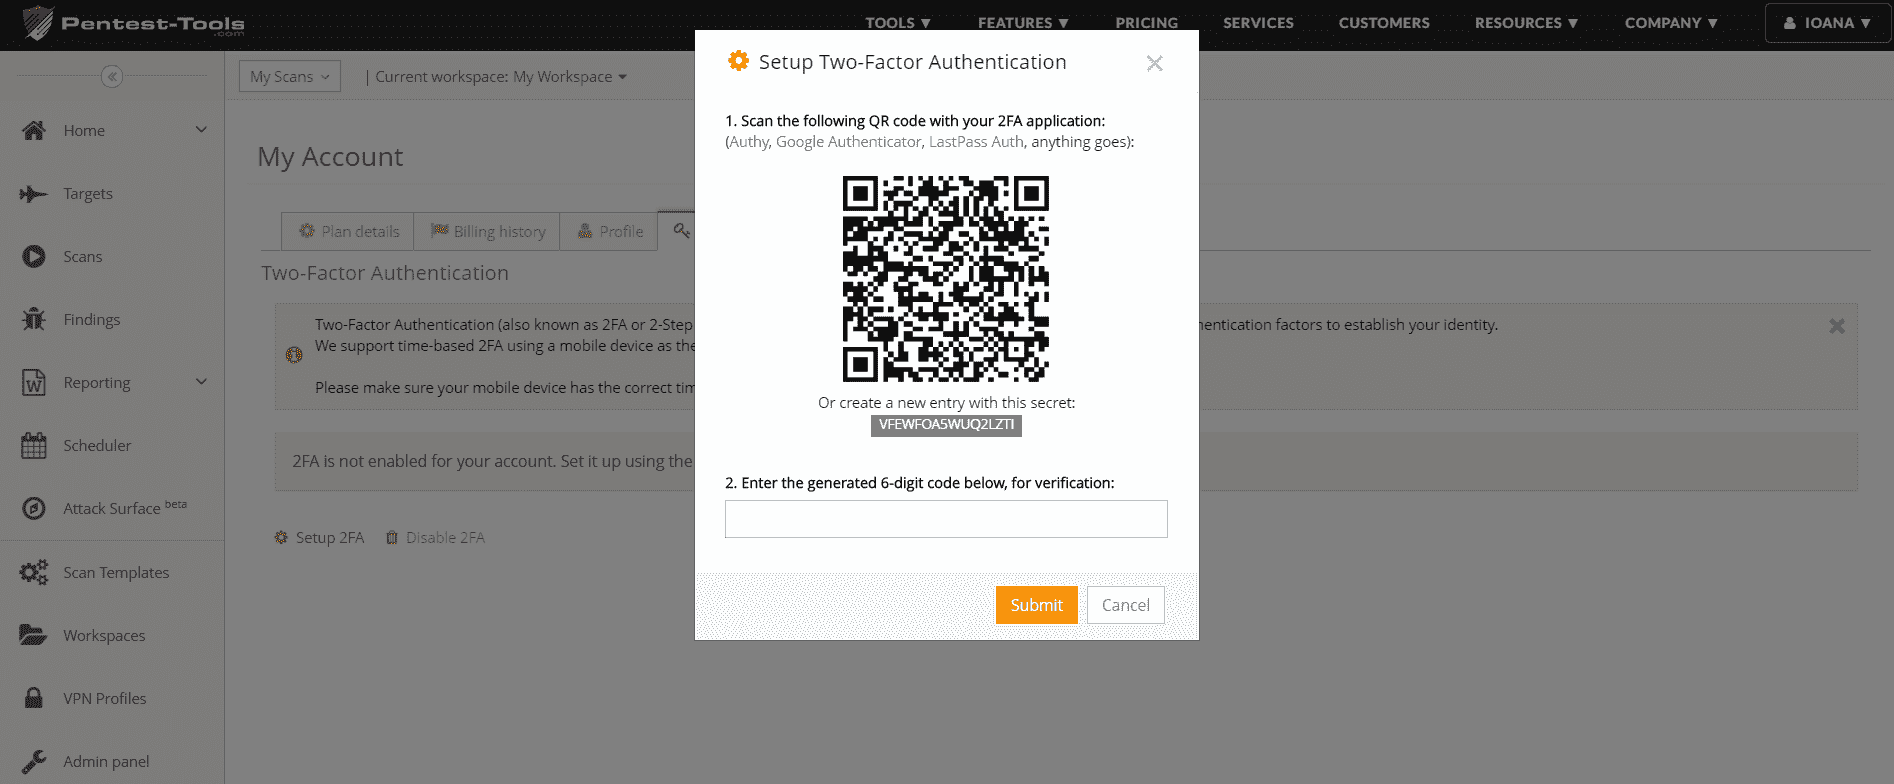 Pentest-Tools
.com
TOOLS ▼ FEATURES ▼ PRICING SERVICES CUSTOMERS RESOURCES ▼ COMPANY ▼ IOANA ▼
My Scans | Current workspace: My Workspace
Home
Targets
Scans
Findings
Reporting
Scheduler
Attack Surface beta
Scan Templates
Workspaces
VPN Profiles
Admin panel
My Account
Plan details Billing history Profile
Two-Factor Authentication
Two-Factor Authentication (also known as 2FA or 2-Step
entication factors to establish your identity.
We support time-based 2FA using a mobile device as the
Please make sure your mobile device has the correct tim
2FA is not enabled for your account. Set it up using the
Setup 2FA Disable 2FA
Setup Two-Factor Authentication
1. Scan the following QR code with your 2FA application:
(Authy, Google Authenticator, LastPass Auth, anything goes):
Or create a new entry with this secret:
VFEWFOA5WUQ2LZTI
2. Enter the generated 6-digit code below, for verification:
Submit Cancel